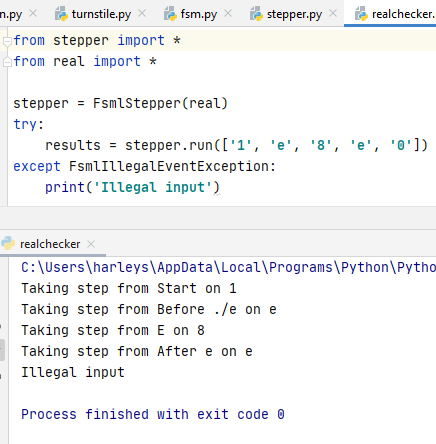 n.py turnstile.py fsm.py stepper.py realchecker.
from stepper import *
from real import *
stepper = FsmlStepper(real)
try:
results = stepper.run(['1', 'e', '8', 'e', '0'])
except FsmlIllegalEventException:
print('Illegal input')
realchecker
C:\Users\harleys\AppData\Local\Programs\Python\Pytho
Taking step from Start on 1
Taking step from Before ./e on e
Taking step from E on 8
Taking step from After e on e
Illegal input
Process finished with exit code 0